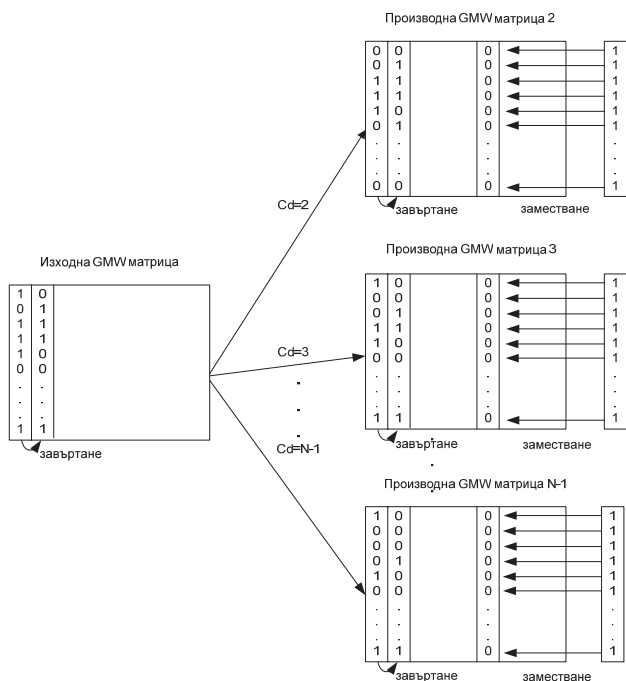 Производна GMW матрица 2
0 0 0 1
0 1 0 1
1 1 0 1
1 1 0 1
1 0 0 1
0 1 0 1
. . . .
. . . .
. . . .
0 0 0 1
завъртане заместване
Cd=2
Изходна GMW матрица
1 0
0 1
1 1
1 1
1 0
0 0
. .
. .
. .
1 1
завъртане
Производна GMW матрица 3
1 0 0 1
0 0 0 1
0 1 0 1
1 1 0 1
1 0 0 1
0 0 0 1
. . . .
. . . .
. . . .
1 1 0 1
завъртане заместване
Cd=3
.
.
.
Cd=N-1
.
.
Производна GMW матрица N-1
1 0 0 1
0 0 0 1
0 0 0 1
0 1 0 1
1 0 0 1
0 0 0 1
. . . .
. . . .
. . . .
1 1 0 1
завъртане заместване